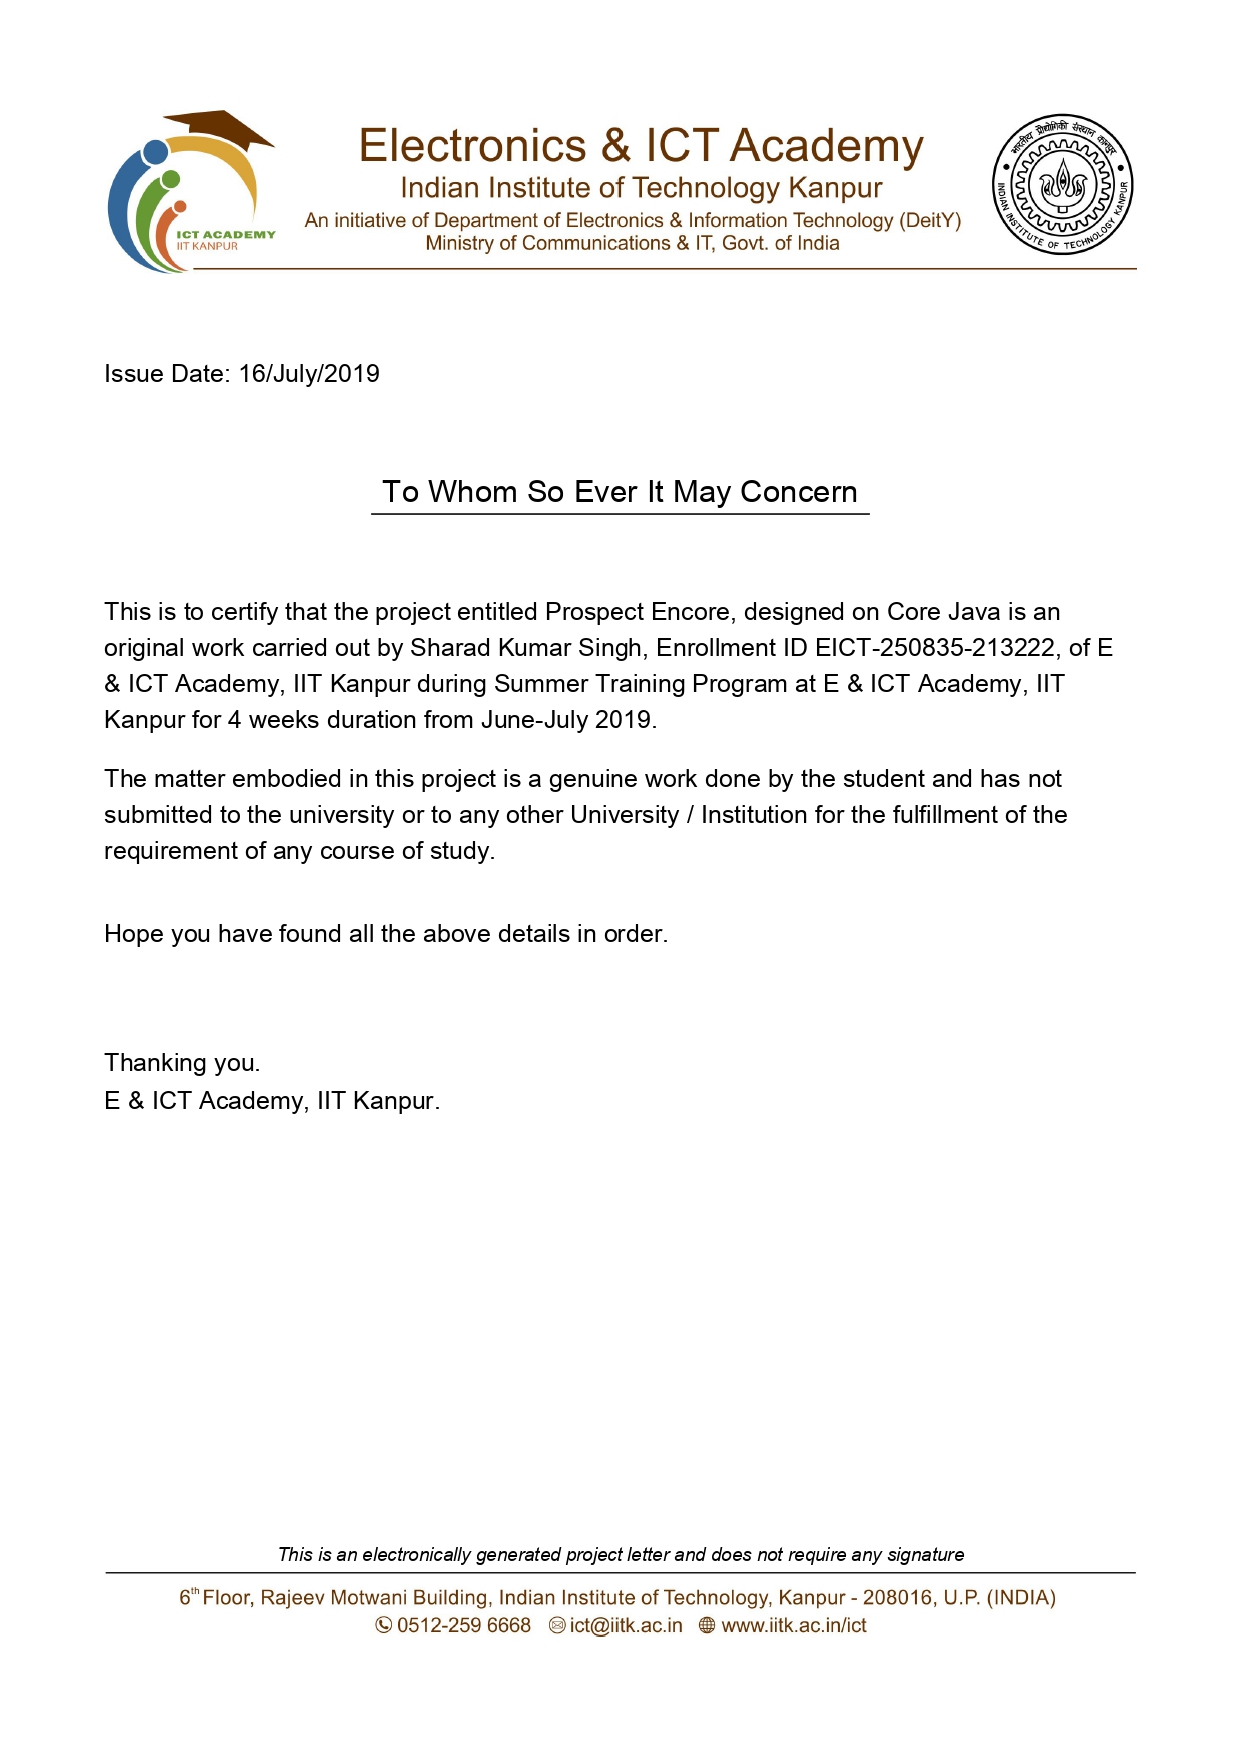 Electronics & ICT Academy
Indian Institute of Technology Kanpur
An initiative of Department of Electronics & Information Technology (DeitY)
Ministry of Communications & IT, Govt. of India
ICT ACADEMY
IIT KANPUR
भारतीय प्रौद्योगिकी संस्थान कानपुर
INDIAN INSTITUTE OF TECHNOLOGY KANPUR
Issue Date: 16/July/2019
To Whom So Ever It May Concern
This is to certify that the project entitled Prospect Encore, designed on Core Java is an
original work carried out by Sharad Kumar Singh, Enrollment ID EICT-250835-213222, of E
& ICT Academy, IIT Kanpur during Summer Training Program at E & ICT Academy, IIT
Kanpur for 4 weeks duration from June-July 2019.
The matter embodied in this project is a genuine work done by the student and has not
submitted to the university or to any other University / Institution for the fulfillment of the
requirement of any course of study.
Hope you have found all the above details in order.
Thanking you.
E & ICT Academy, IIT Kanpur.
This is an electronically generated project letter and does not require any signature
6th Floor, Rajeev Motwani Building, Indian Institute of Technology, Kanpur - 208016, U.P. (INDIA)
0512-259 6668 ict@iitk.ac.in www.iitk.ac.in/ict